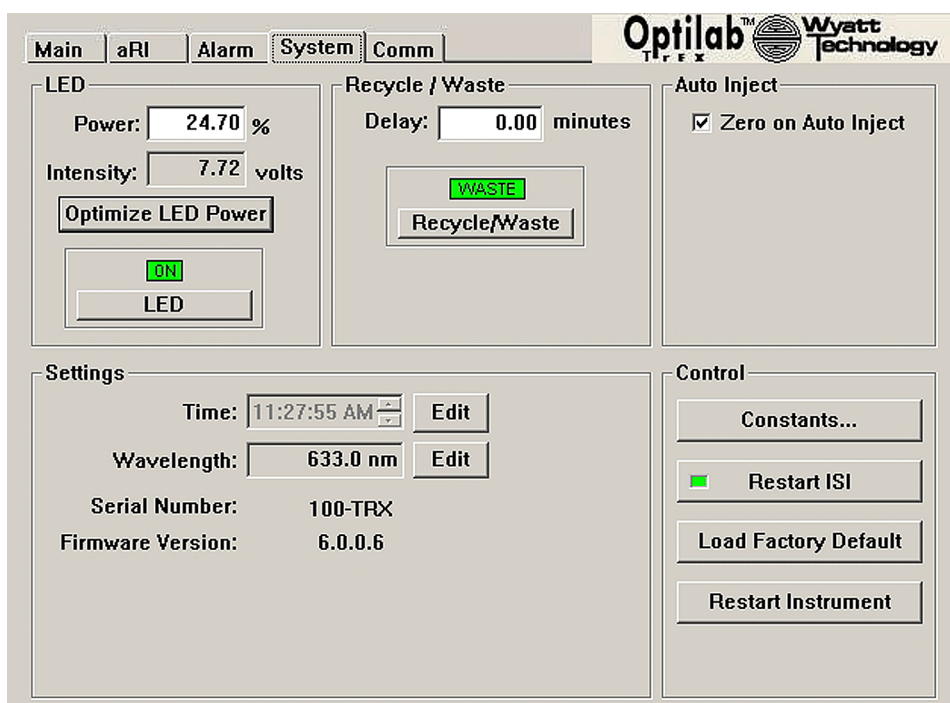 Main aRI Alarm System Comm
Optilab™ Wyatt
T r E X Technology
LED
Power: 24.70 %
Intensity: 7.72 volts
Optimize LED Power
ON
LED
Recycle / Waste
Delay: 0.00 minutes
WASTE
Recycle/Waste
Auto Inject
Zero on Auto Inject
Settings
Time: 11:27:55 AM Edit
Wavelength: 633.0 nm Edit
Serial Number: 100-TRX
Firmware Version: 6.0.0.6
Control
Constants...
Restart ISI
Load Factory Default
Restart Instrument